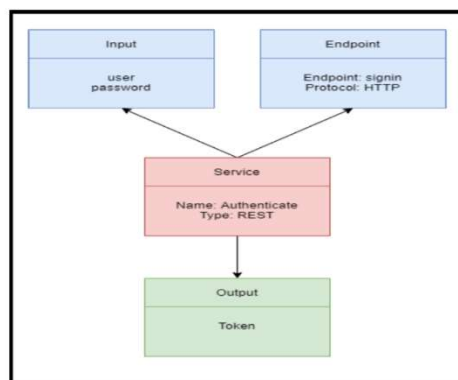 Input
user
password
Endpoint
Endpoint: signin
Protocol: HTTP
Service
Name: Authenticate
Type: REST
Output
Token